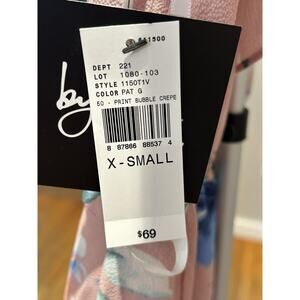 DEPT 221
LOT 1080-103
STYLE 1150T1V
COLOR PAT G
50 - PRINT BUBBLE CREPE
8 87866 88537 4
X-SMALL
$69
by